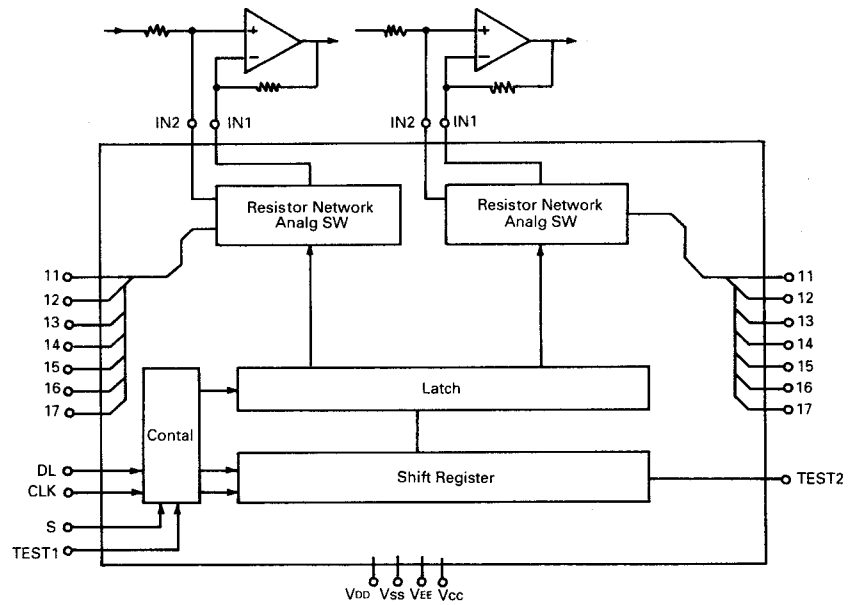 +
−
+
−
IN2 IN1
IN2 IN1
Resistor Network
Analg SW
Resistor Network
Analg SW
11
12
13
14
15
16
17
11
12
13
14
15
16
17
Latch
Contal
Shift Register
DL
CLK
S
TEST1
TEST2
VDD VSS VEE VCC